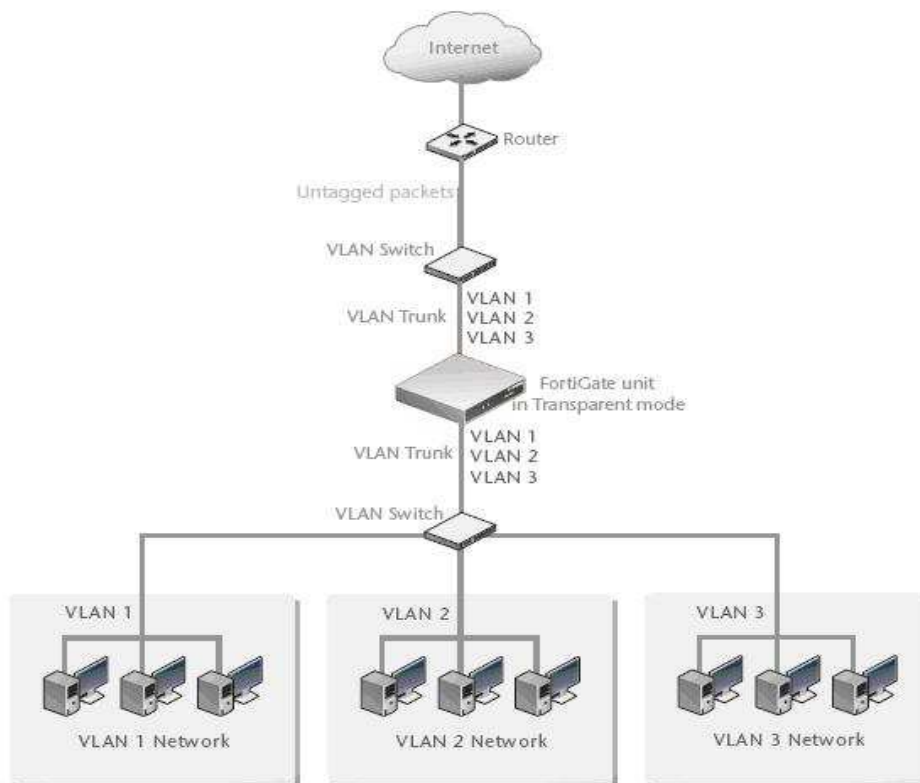 Internet
Router
Untagged packets
VLAN Switch
VLAN Trunk
VLAN 1
VLAN 2
VLAN 3
FortiGate unit
in Transparent mode
VLAN Trunk
VLAN 1
VLAN 2
VLAN 3
VLAN Switch
VLAN 1
VLAN 2
VLAN 3
VLAN 1 Network
VLAN 2 Network
VLAN 3 Network